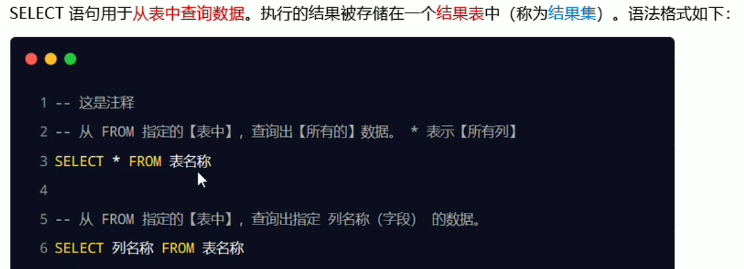 SELECT 语句用于从表中查询数据。执行的结果被存储在一个结果表中（称为结果集）。语法格式如下：
1 -- 这是注释
2 -- 从 FROM 指定的【表中】，查询出【所有的】数据。 * 表示【所有列】
3 SELECT * FROM 表名称
4
5 -- 从 FROM 指定的【表中】，查询出指定 列名称（字段） 的数据。
6 SELECT 列名称 FROM 表名称